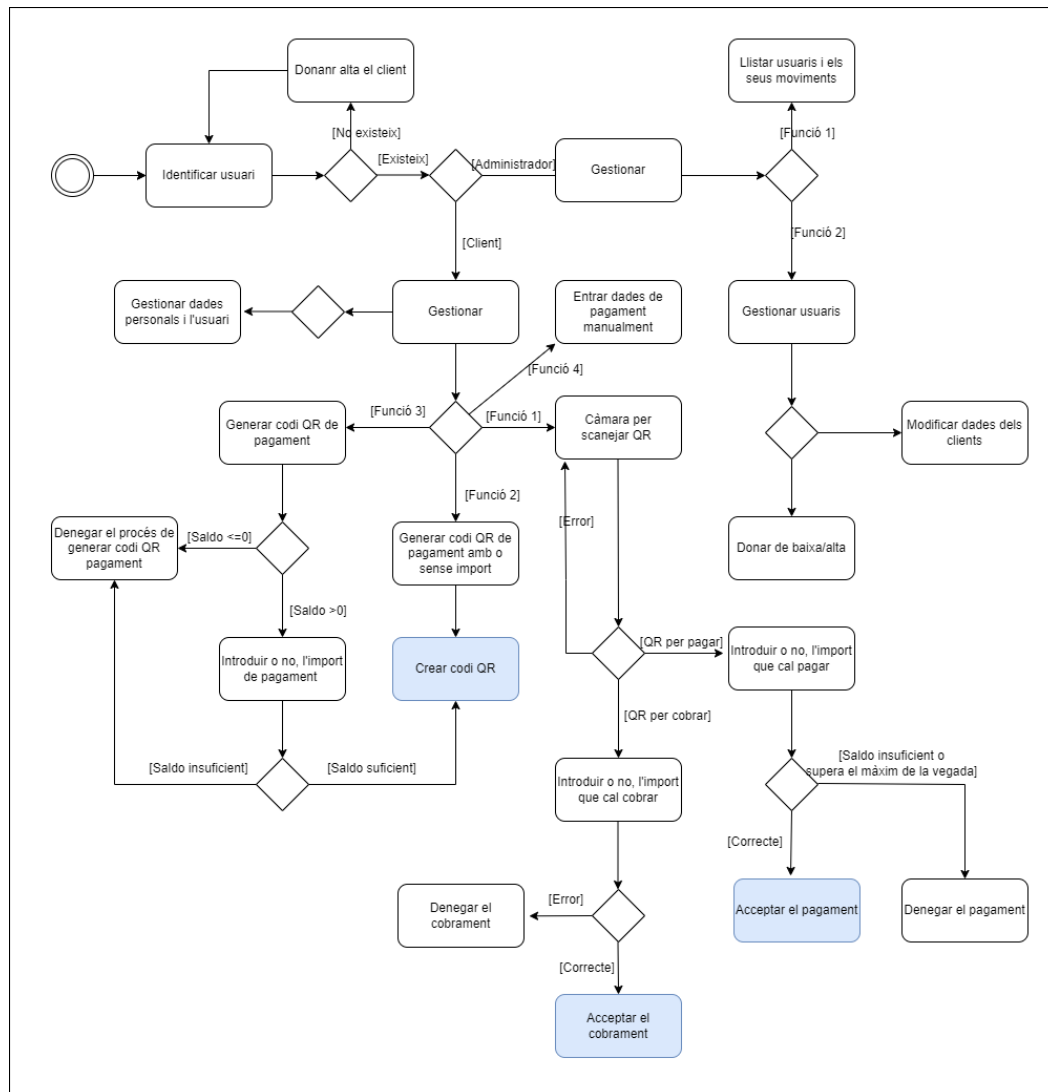 Donanr alta el client
Llistar usuaris i els
seus moviments
[No existeix]
[Funció 1]
Identificar usuari
[Existeix]
[Administrador]
Gestionar
[Client]
[Funció 2]
Gestionar dades
personals i l'usuari
Gestionar
Entrar dades de
pagament
manualment
Gestionar usuaris
[Funció 4]
[Funció 3]
[Funció 1]
Generar codi QR de
pagament
Càmara per
scanejar QR
Modificar dades dels
clients
[Funció 2]
[Error]
Denegar el procés de
generar codi QR
pagament
[Saldo <=0]
Generar codi QR de
pagament amb o
sense import
Donar de baixa/alta
[Saldo >0]
Introduir o no, l'import
de pagament
Crear codi QR
[QR per pagar]
Introduir o no, l'import
que cal pagar
[QR per cobrar]
[Saldo insuficient]
[Saldo suficient]
[Saldo insuficient o
supera el màxim de la vegada]
Introduir o no, l'import
que cal cobrar
[Correcte]
Denegar el
cobrament
[Error]
Acceptar el pagament
Denegar el pagament
[Correcte]
Acceptar el
cobrament